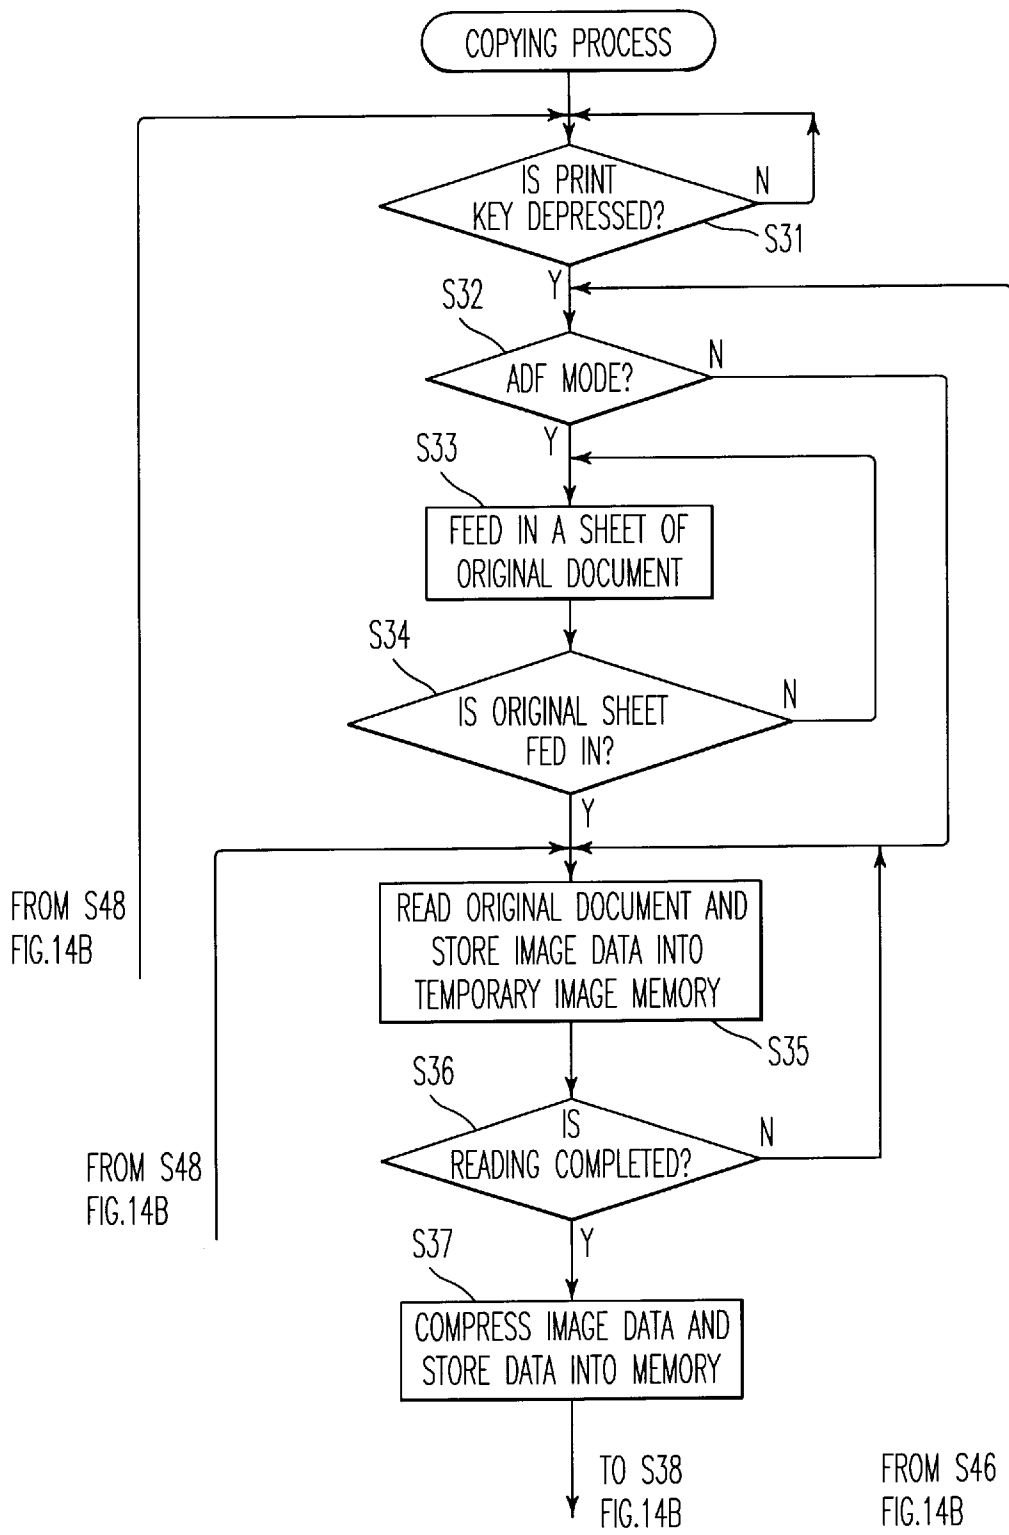 COPYING PROCESS
IS PRINT
KEY DEPRESSED?
N
S31
Y
S32
ADF MODE?
N
Y
S33
FEED IN A SHEET OF
ORIGINAL DOCUMENT
S34
IS ORIGINAL SHEET
FED IN?
N
Y
FROM S48
FIG.14B
READ ORIGINAL DOCUMENT AND
STORE IMAGE DATA INTO
TEMPORARY IMAGE MEMORY
S35
S36
IS
READING COMPLETED?
N
FROM S48
FIG.14B
Y
S37
COMPRESS IMAGE DATA AND
STORE DATA INTO MEMORY
TO S38
FIG.14B
FROM S46
FIG.14B